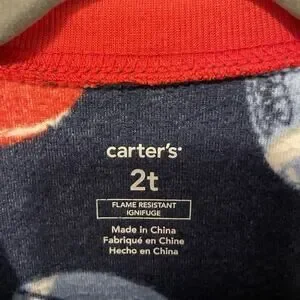 carter's
2t
FLAME RESISTANT
IGNIFUGE
Made in China
Fabriqué en Chine
Hecho en China